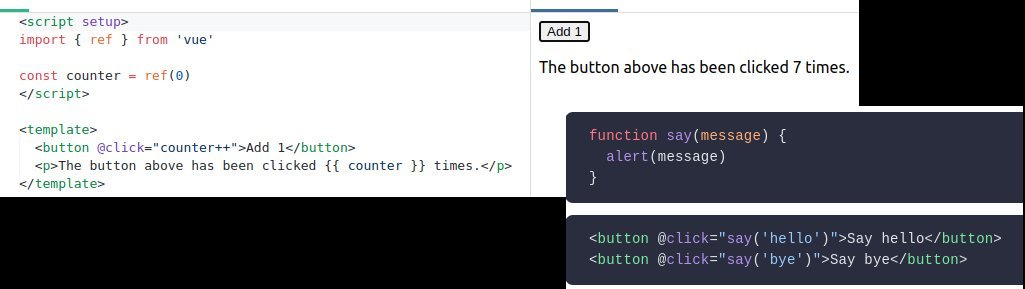 <script setup>
import { ref } from 'vue'
const counter = ref(0)
</script>
<template>
<button @click="counter++">Add 1</button>
<p>The button above has been clicked {{ counter }} times.</p>
</template>
Add 1
The button above has been clicked 7 times.
function say(message) {
alert(message)
}
<button @click="say('hello')">Say hello</button>
<button @click="say('bye')">Say bye</button>